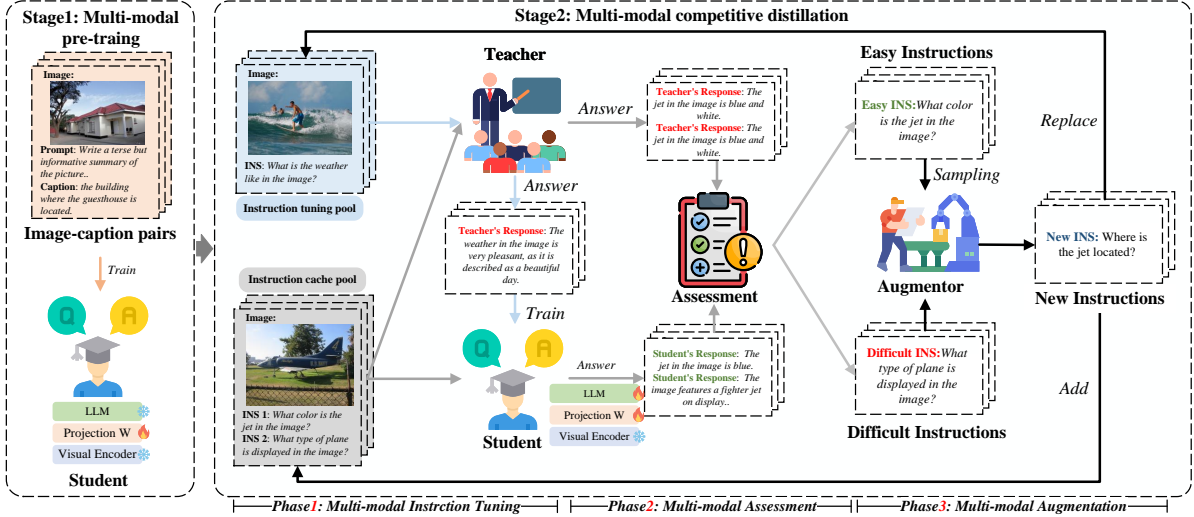 Stage1: Multi-modal
pre-traing
Image:
Prompt: Write a terse but
informative summary of
the picture..
Caption: the building
where the guesthouse is
located.
Image-caption pairs
Train
Q
A
LLM
Projection W
Visual Encoder
Student
Stage2: Multi-modal competitive distillation
Image:
INS: What is the weather
like in the image?
Instruction tuning pool
Instruction cache pool
Image:
INS 1: What color is the
jet in the image?
INS 2: What type of plane
is displayed in the image?
Teacher
Answer
Answer
Teacher's Response: The
weather in the image is
very pleasant, as it is
described as a beautiful
day.
Train
Q
A
Student
Answer
LLM
Projection W
Visual Encoder
Teacher's Response: The
jet in the image is blue and
white.
Teacher's Response: The
jet in the image is blue and
white.
Assessment
Student's Response: The
jet in the image is blue.
Student's Response: The
image features a fighter jet
on display..
Easy Instructions
Easy INS:What color
is the jet in the
image?
Sampling
Augmentor
Difficult INS:What
type of plane is
displayed in the
image?
Difficult Instructions
Replace
New INS: Where is
the jet located?
New Instructions
Add
Phase1: Multi-modal Instrction Tuning
Phase2: Multi-modal Assessment
Phase3: Multi-modal Augmentation